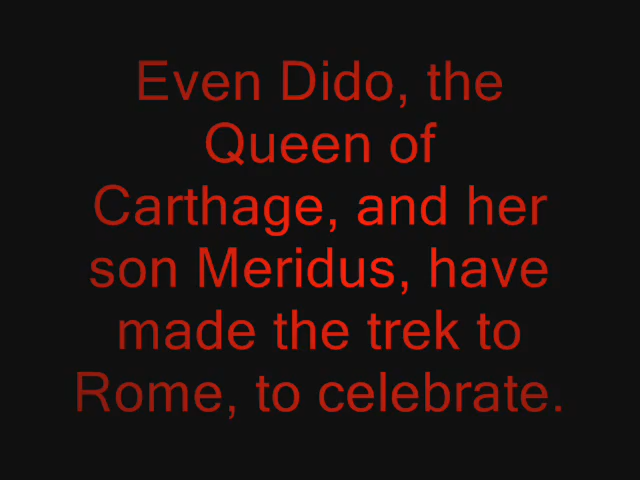 Even Dido, the
Queen of
Carthage, and her
son Meridus, have
made the trek to
Rome, to celebrate.